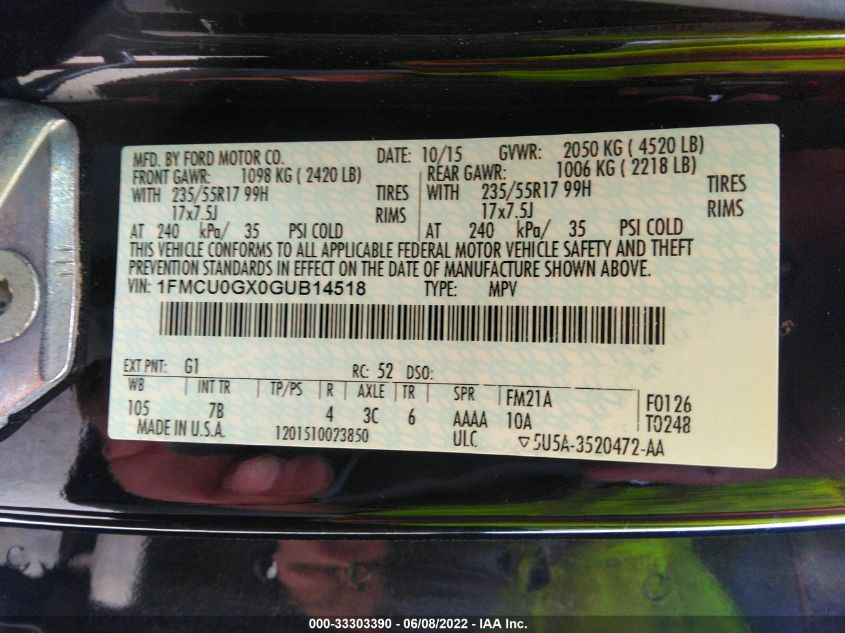 MFD. BY FORD MOTOR CO. DATE: 10/15 GVWR: 2050 KG ( 4520 LB)
FRONT GAWR: 1098 KG ( 2420 LB) REAR GAWR: 1006 KG ( 2218 LB)
WITH 235/55R17 99H TIRES WITH 235/55R17 99H TIRES
17x7.5J RIMS 17x7.5J RIMS
AT 240 kPa/ 35 PSI COLD AT 240 kPa/ 35 PSI COLD
THIS VEHICLE CONFORMS TO ALL APPLICABLE FEDERAL MOTOR VEHICLE SAFETY AND THEFT
PREVENTION STANDARDS IN EFFECT ON THE DATE OF MANUFACTURE SHOWN ABOVE.
VIN: 1FMCU0GX0GUB14518 TYPE: MPV
EXT PNT: G1 RC: 52 DSO:
WB INT TR TP/PS R AXLE TR SPR FM21A F0126
105 7B 4 3C 6 AAAA 10A T0248
MADE IN U.S.A. 1201510023850 ULC ▽5U5A-3520472-AA
000-33303390 - 06/08/2022 - IAA Inc.